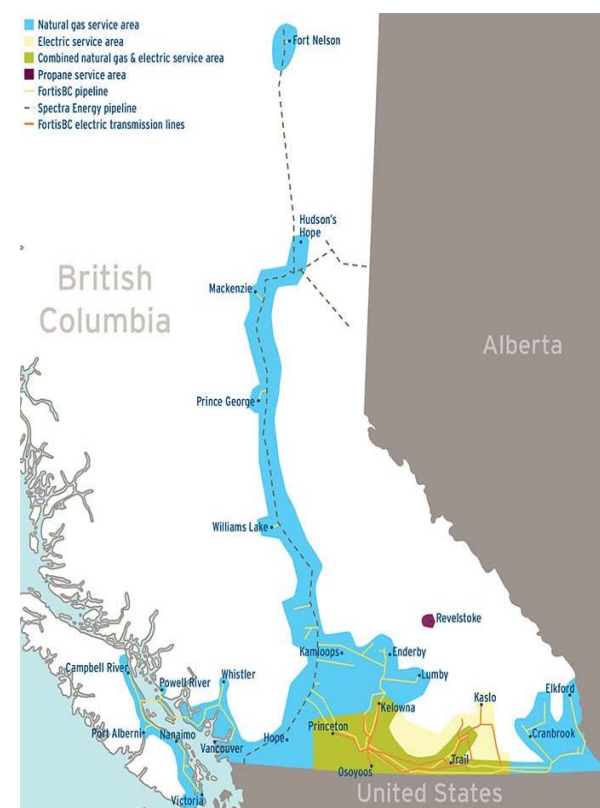 Natural gas service area
Electric service area
Combined natural gas & electric service area
Propane service area
FortisBC pipeline
Spectra Energy pipeline
FortisBC electric transmission lines
Fort Nelson
Hudson's
Hope
British
Columbia
Mackenzie
Alberta
Prince George
Williams Lake
Revelstoke
Kamloops
Enderby
Campbell River
Powell River
Whistler
Lumby
Elkford
Kaslo
Kelowna
Port Alberni
Nanaimo
Vancouver
Hope
Princeton
Cranbrook
Trail
Osoyoos
United States
Victoria